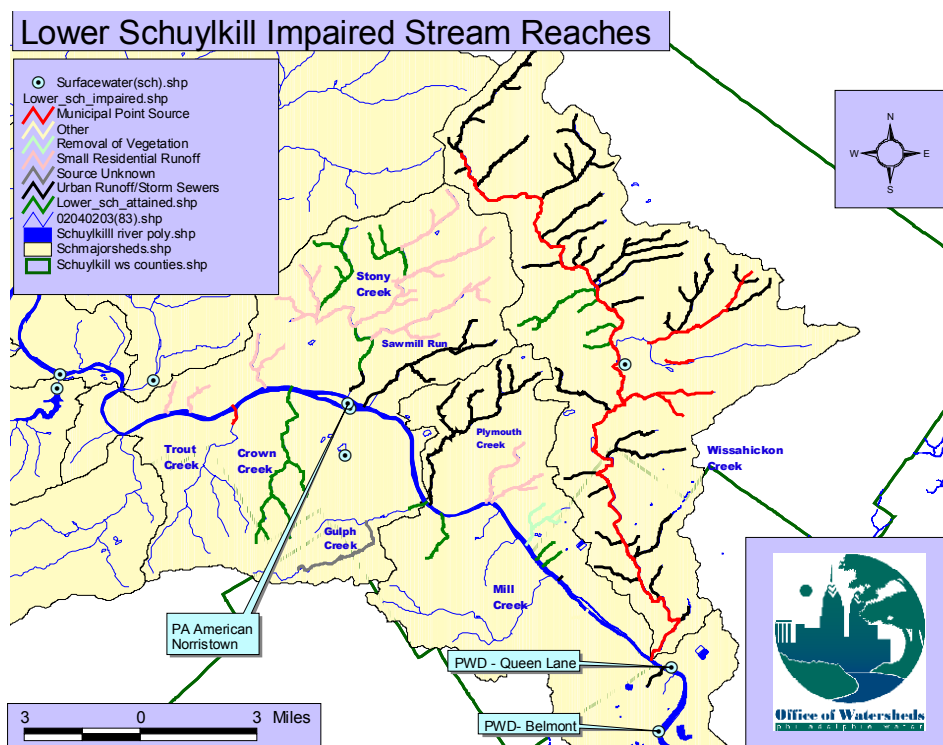 Lower Schuylkill Impaired Stream Reaches
Surfacewater(sch).shp
Lower_sch_impaired.shp
Municipal Point Source
Other
Removal of Vegetation
Small Residential Runoff
Source Unknown
Urban Runoff/Storm Sewers
Lower_sch_attained.shp
02040203(83).shp
Schuylkilll river poly.shp
Schmajorsheds.shp
Schuylkill ws counties.shp
N
W E
S
Stony
Creek
Sawmill Run
Plymouth
Creek
Trout
Creek
Crown
Creek
Wissahickon
Creek
Gulph
Creek
Mill
Creek
PA American
Norristown
PWD - Queen Lane
PWD- Belmont
3 0 3 Miles
Office of Watersheds
philadelphia water